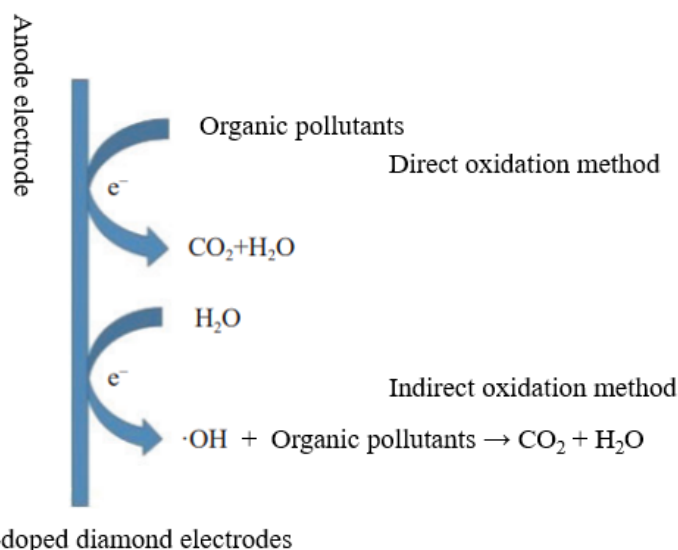 Anode electrode
Organic pollutants
Direct oxidation method
e⁻
CO₂+H₂O
H₂O
e⁻
Indirect oxidation method
·OH + Organic pollutants → CO₂ + H₂O
-doped diamond electrodes